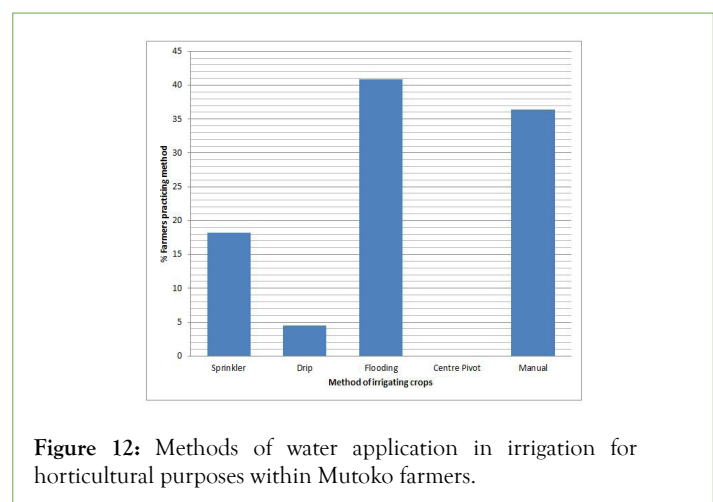 45
40
35
30
25
20
15
10
5
0
% Farmers practicing method
Sprinkler Drip Flooding Centre Pivot Manual
Method of irrigating crops
Figure 12: Methods of water application in irrigation for
horticultural purposes within Mutoko farmers.